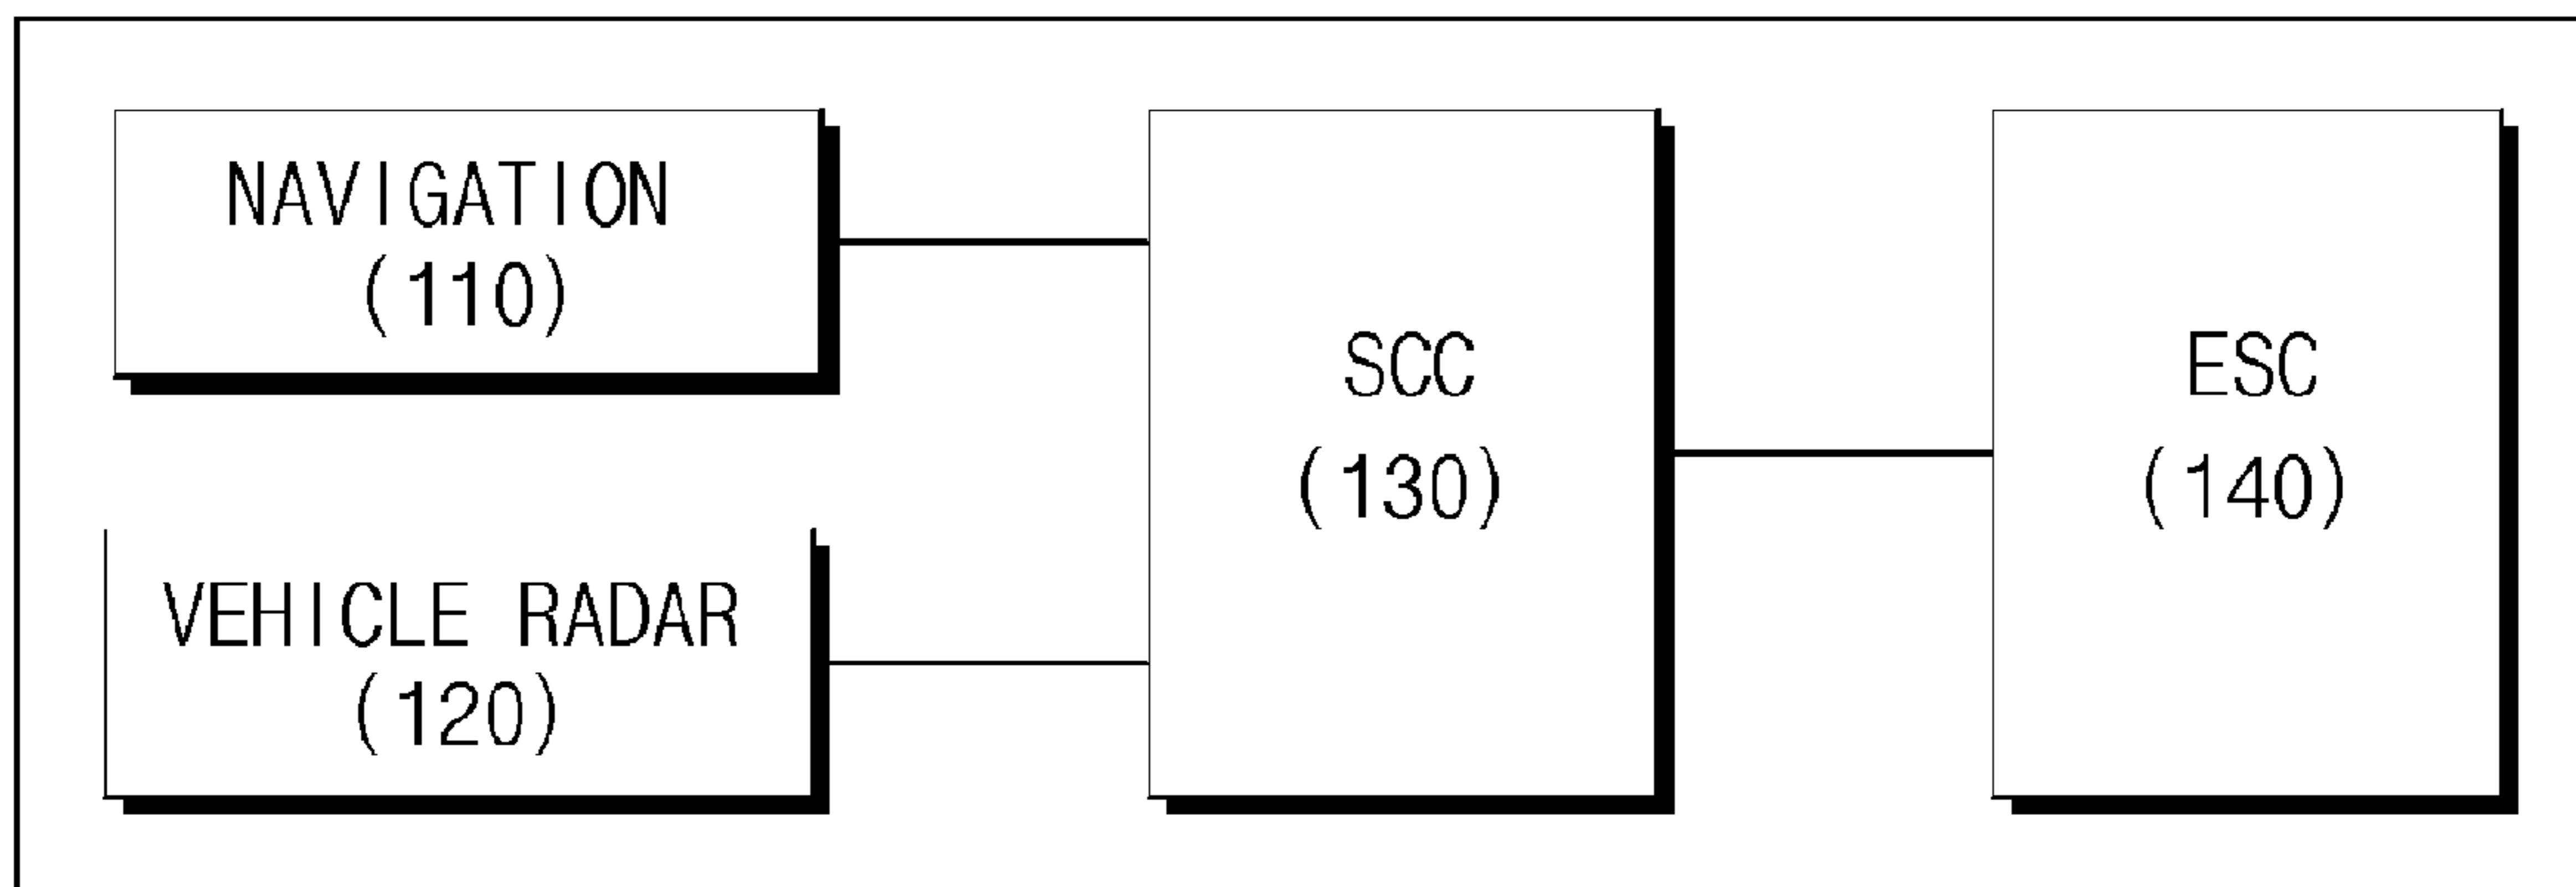 NAVIGATION
(110)
VEHICLE RADAR
(120)
SCC
(130)
ESC
(140)